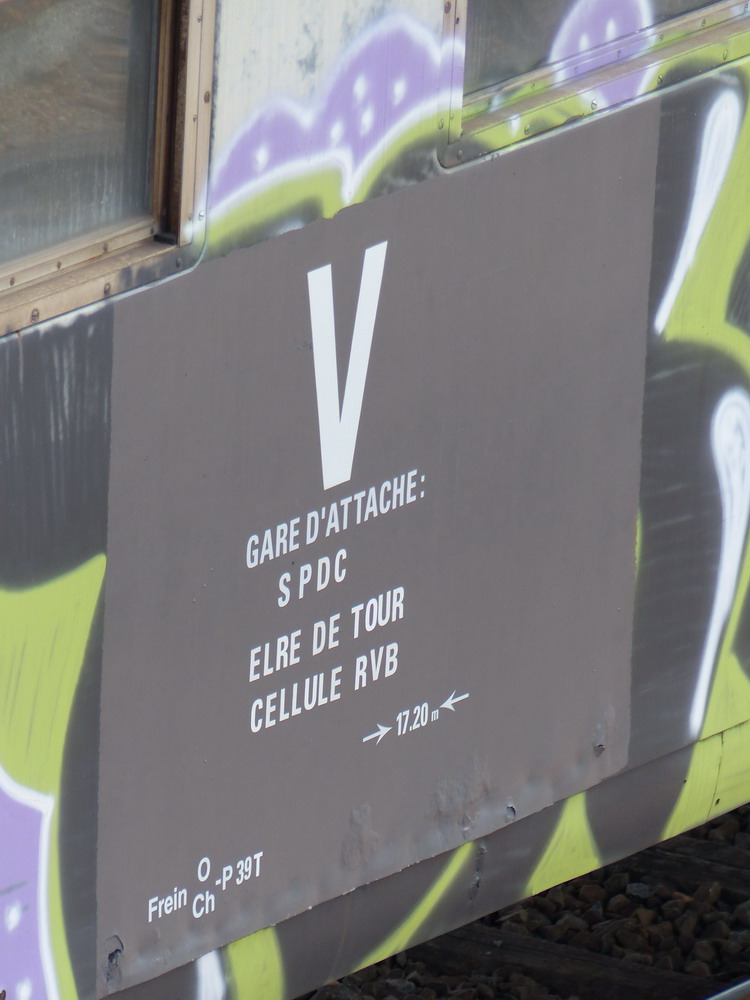 V
GARE D'ATTACHE:
SPDC
ELRE DE TOUR
CELLULE RVB
→ 17.20 m ←
Frein O Ch -P 39T